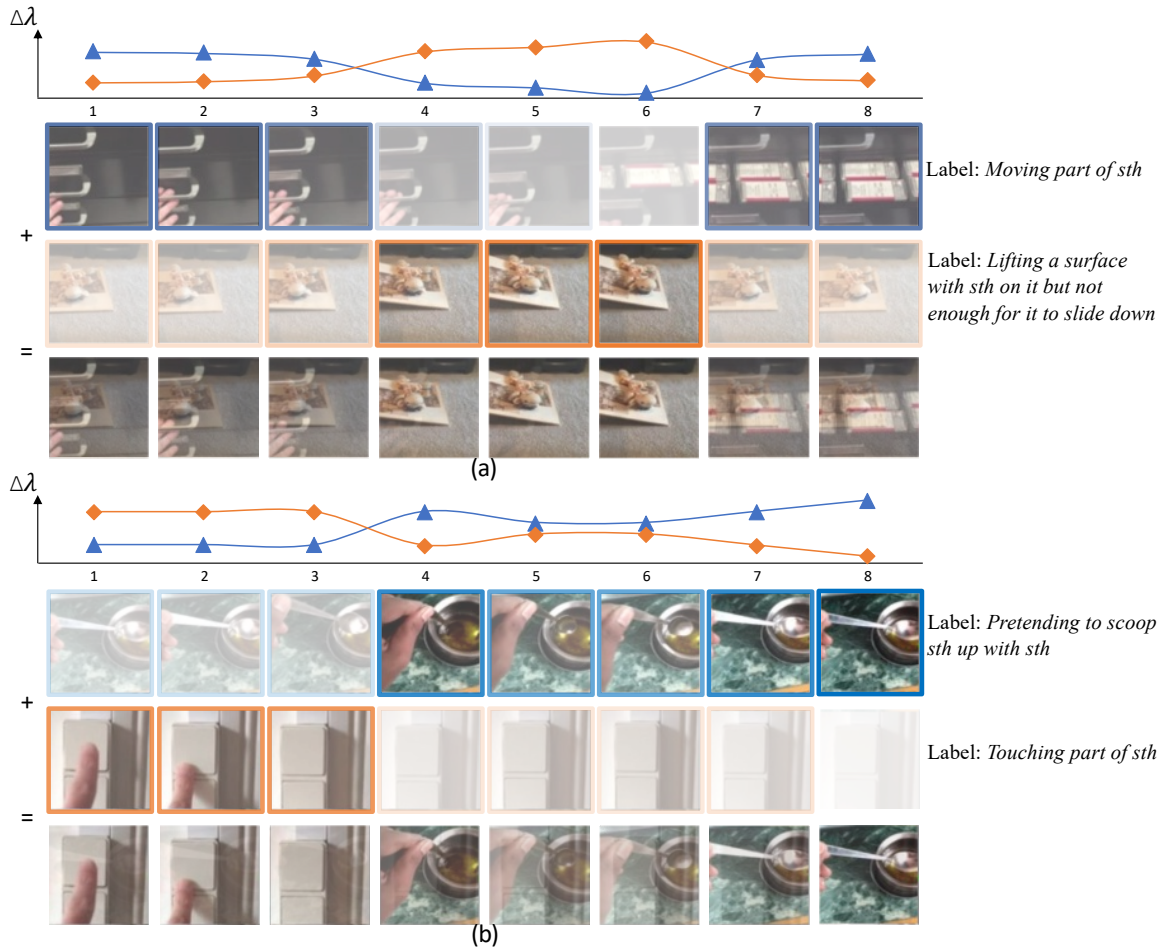 Δλ
1 2 3 4 5 6 7 8
Label: Moving part of sth
+
Label: Lifting a surface
with sth on it but not
enough for it to slide down
=
(a)
Δλ
1 2 3 4 5 6 7 8
Label: Pretending to scoop
sth up with sth
+
Label: Touching part of sth
=
(b)